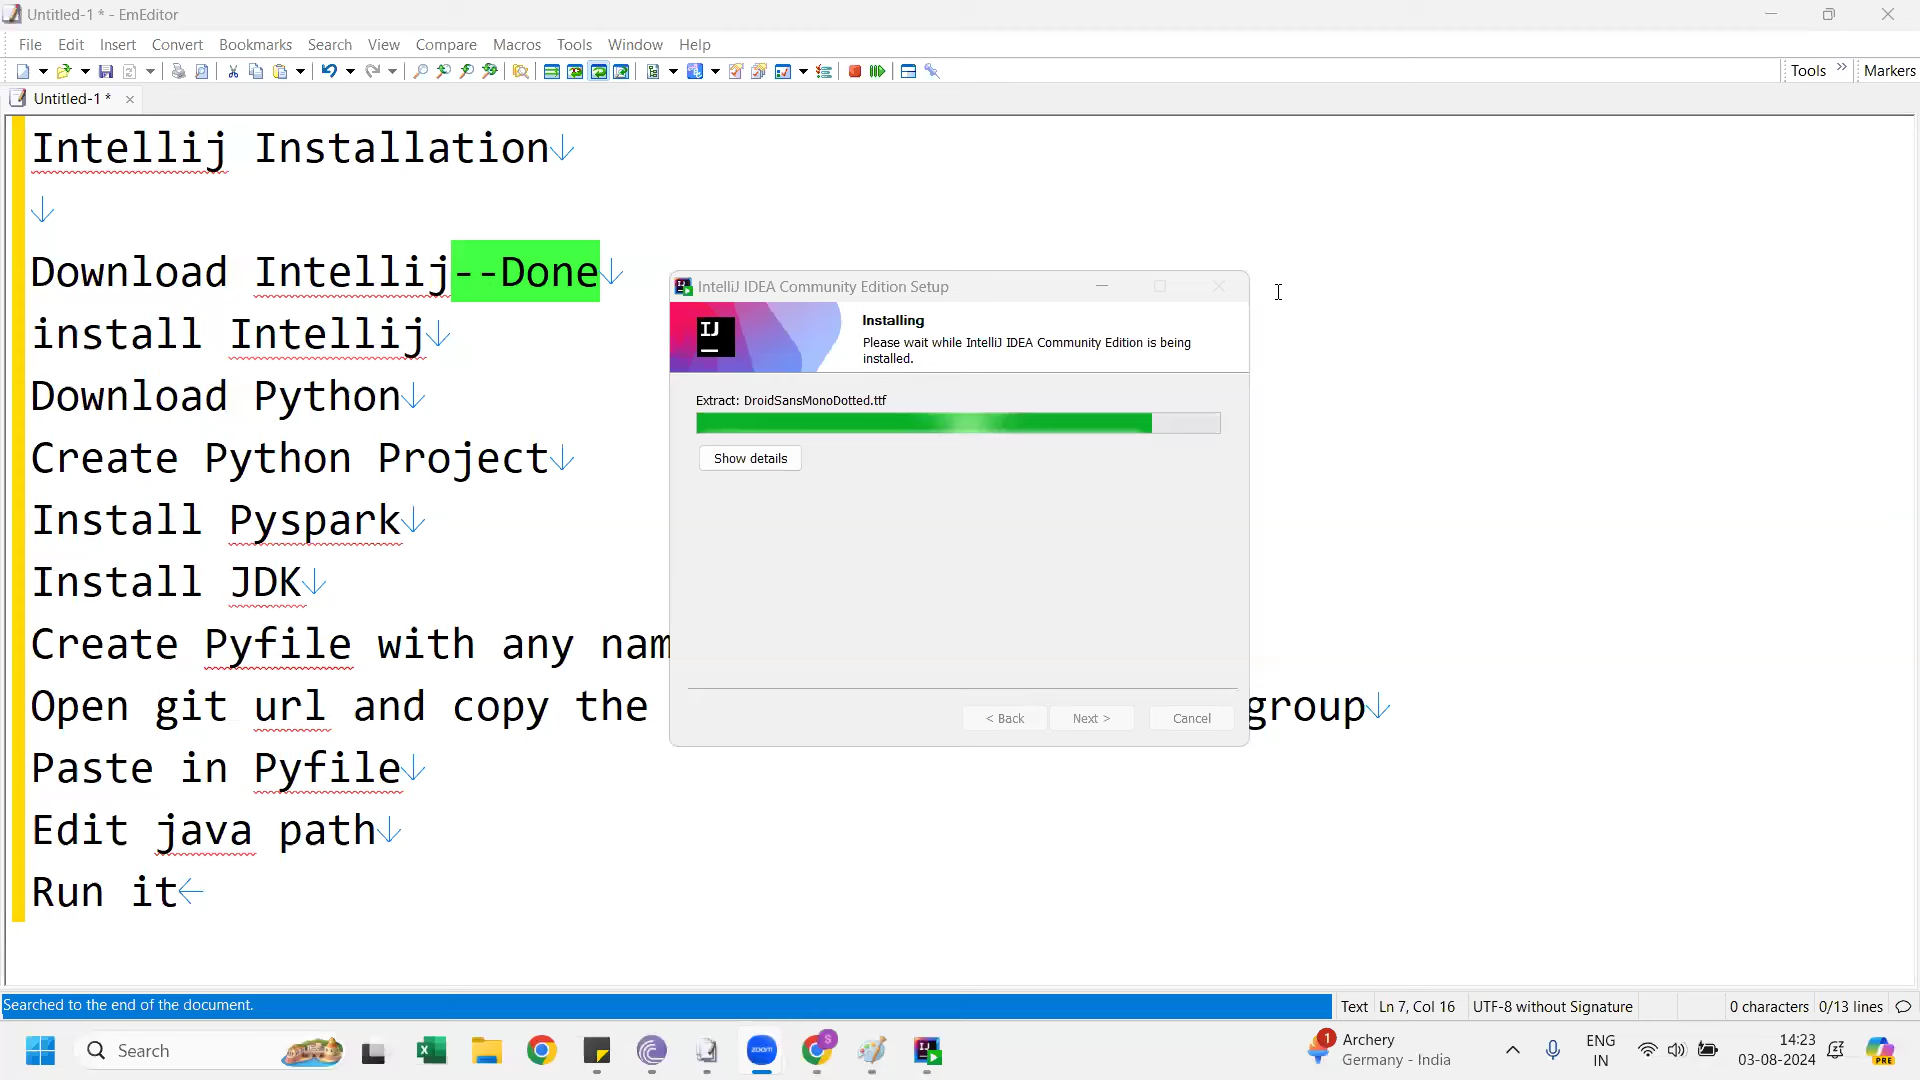 Untitled-1 * - EmEditor
File Edit Insert Convert Bookmarks Search View Compare Macros Tools Window Help
Tools Markers
Untitled-1 *
Intellij Installation
Download Intellij--Done
install Intellij
Download Python
Create Python Project
Install Pyspark
Install JDK
Create Pyfile with any nam
Open git url and copy the group
Paste in Pyfile
Edit java path
Run it
IntelliJ IDEA Community Edition Setup
IJ
Installing
Please wait while IntelliJ IDEA Community Edition is being
installed.
Extract: DroidSansMonoDotted.ttf
Show details
< Back Next > Cancel
Searched to the end of the document.
Text Ln 7, Col 16 UTF-8 without Signature 0 characters 0/13 lines
Search
zoom
S
IJ
1
Archery
Germany - India
ENG
IN
14:23
03-08-2024
PRE